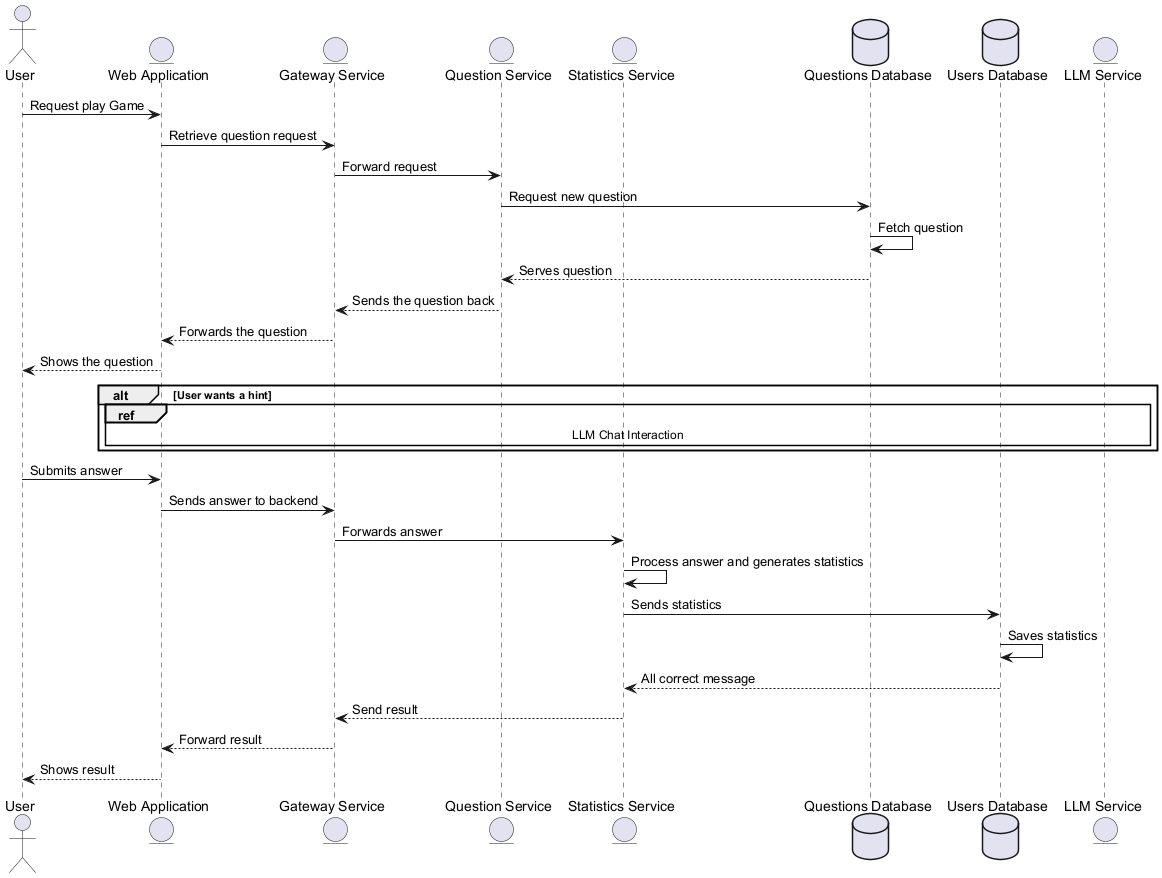 User
Web Application
Gateway Service
Question Service
Statistics Service
Questions Database
Users Database
LLM Service
Request play Game
Retrieve question request
Forward request
Request new question
Fetch question
Serves question
Sends the question back
Forwards the question
Shows the question
alt
[User wants a hint]
ref
LLM Chat Interaction
Submits answer
Sends answer to backend
Forwards answer
Process answer and generates statistics
Sends statistics
Saves statistics
All correct message
Send result
Forward result
Shows result
User
Web Application
Gateway Service
Question Service
Statistics Service
Questions Database
Users Database
LLM Service